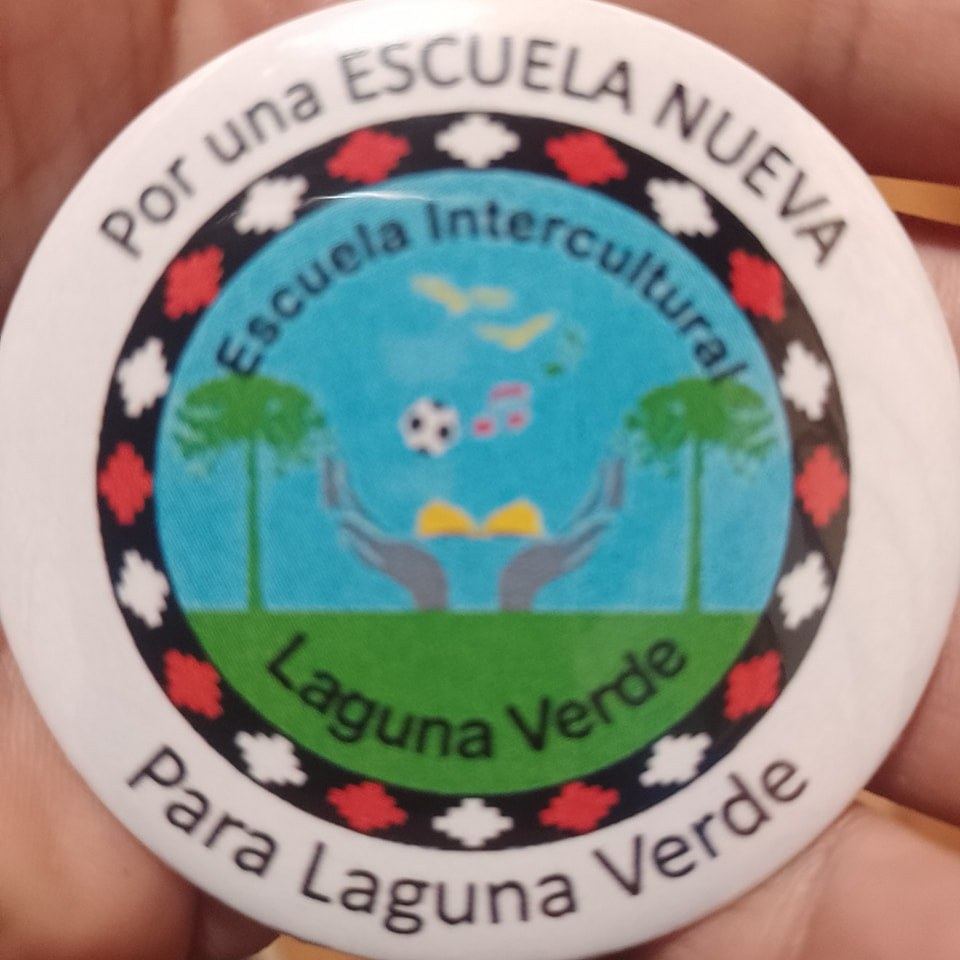 Por una ESCUELA NUEVA
Escuela Intercultural
Laguna Verde
Para Laguna Verde